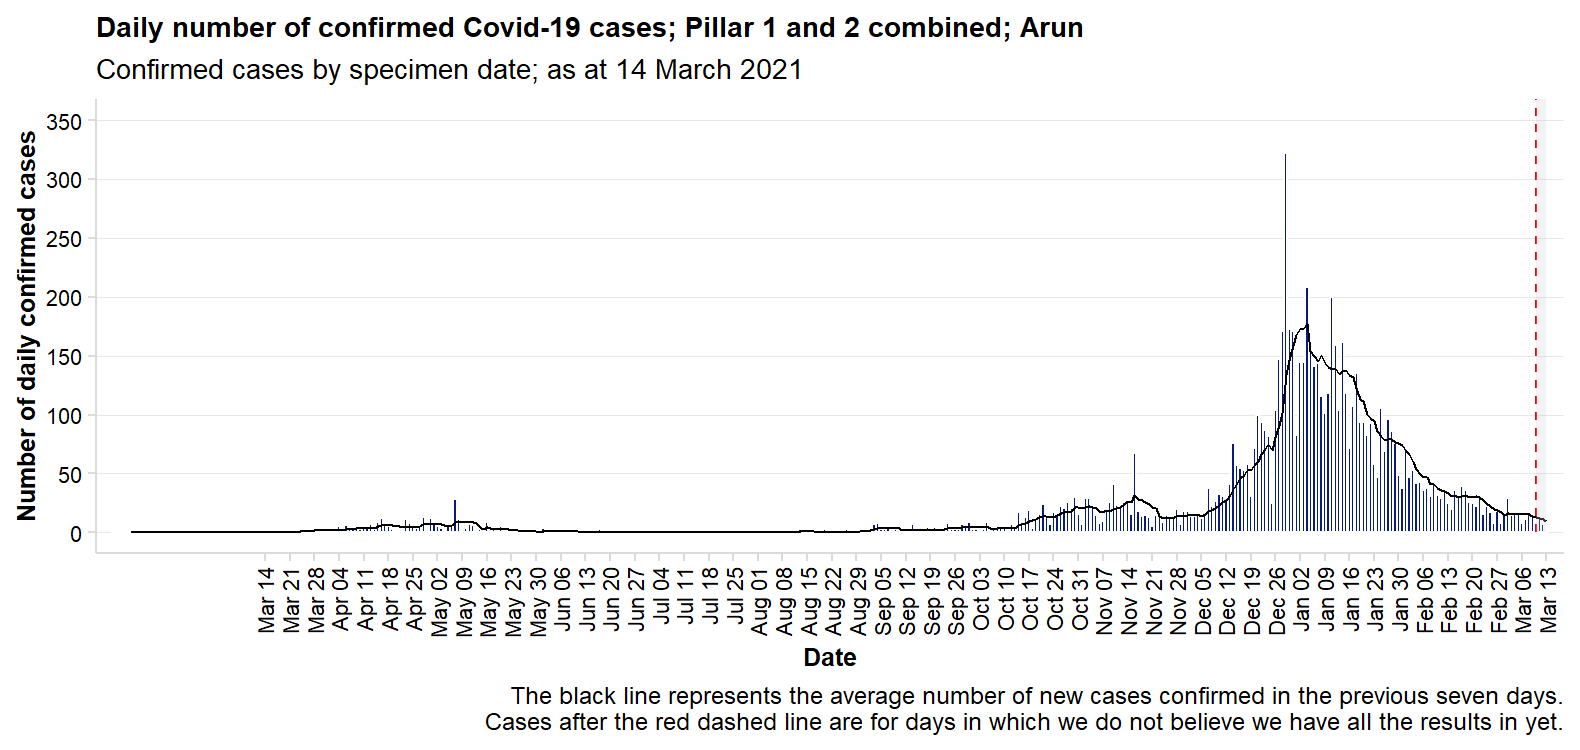 Daily number of confirmed Covid-19 cases; Pillar 1 and 2 combined; Arun
Confirmed cases by specimen date; as at 14 March 2021
Number of daily confirmed cases
350
300
250
200
150
100
50
0
Mar 14
Mar 21
Mar 28
Apr 04
Apr 11
Apr 18
Apr 25
May 02
May 09
May 16
May 23
May 30
Jun 06
Jun 13
Jun 20
Jun 27
Jul 04
Jul 11
Jul 18
Jul 25
Aug 01
Aug 08
Aug 15
Aug 22
Aug 29
Sep 05
Sep 12
Sep 19
Sep 26
Oct 03
Oct 10
Oct 17
Oct 24
Oct 31
Nov 07
Nov 14
Nov 21
Nov 28
Dec 05
Dec 12
Dec 19
Dec 26
Jan 02
Jan 09
Jan 16
Jan 23
Jan 30
Feb 06
Feb 13
Feb 20
Feb 27
Mar 06
Mar 13
Date
The black line represents the average number of new cases confirmed in the previous seven days.
Cases after the red dashed line are for days in which we do not believe we have all the results in yet.